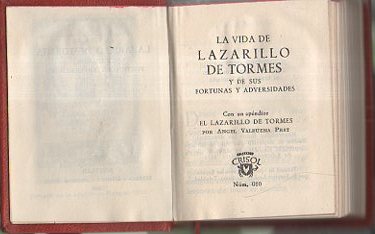 LA VIDA DE
LAZARILLO
DE TORMES
Y DE SUS
FORTUNAS Y ADVERSIDADES
Con un apéndice
EL LAZARILLO DE TORMES
POR ANGEL VALBUENA PRAT
COLECCIÓN
CRISOL
Núm. 010